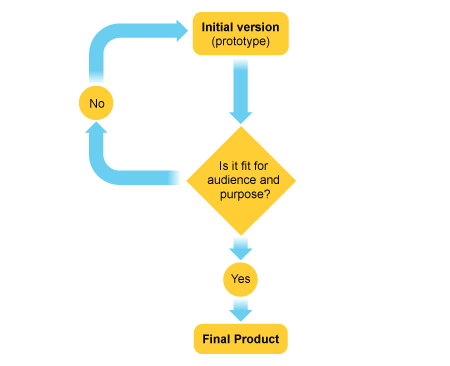 Initial version
(prototype)
No
Is it fit for
audience and
purpose?
Yes
Final Product